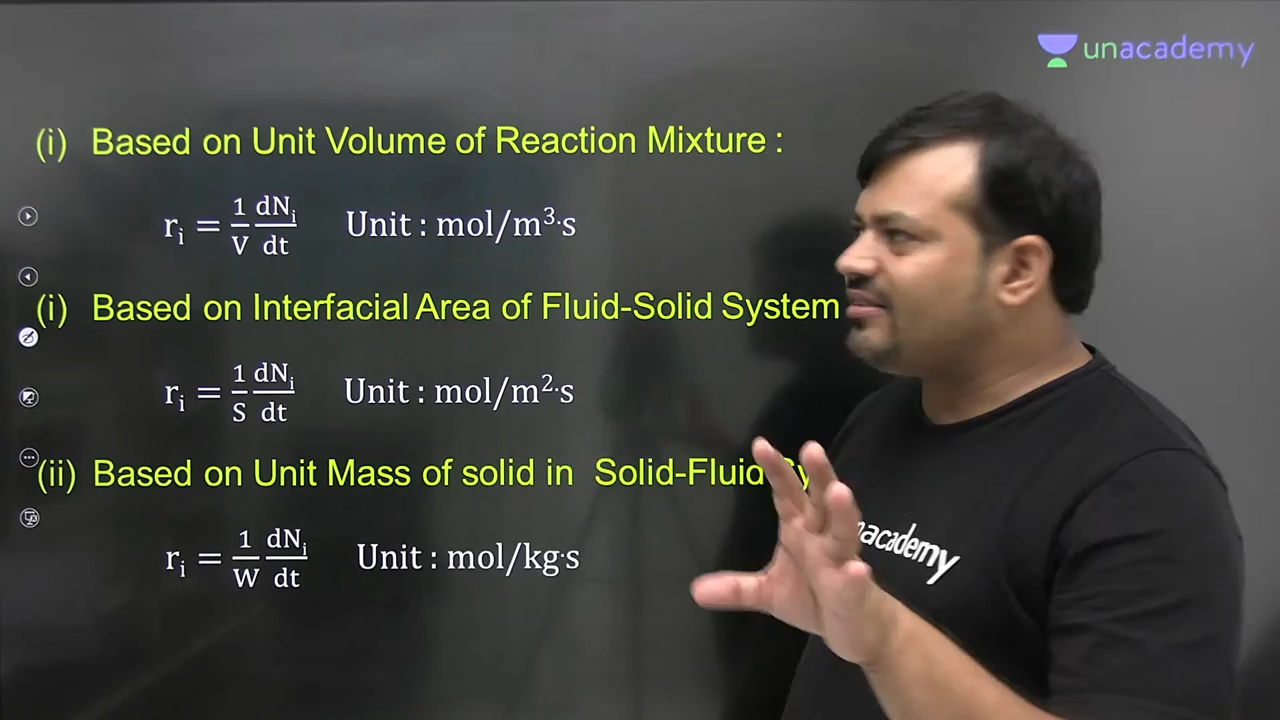 unacademy
(i) Based on Unit Volume of Reaction Mixture :
rᵢ = 1/V dNᵢ/dt Unit : mol/m³·s
(i) Based on Interfacial Area of Fluid-Solid System
rᵢ = 1/S dNᵢ/dt Unit : mol/m²·s
(ii) Based on Unit Mass of solid in Solid-Fluid
rᵢ = 1/W dNᵢ/dt Unit : mol/kg·s
nacademy